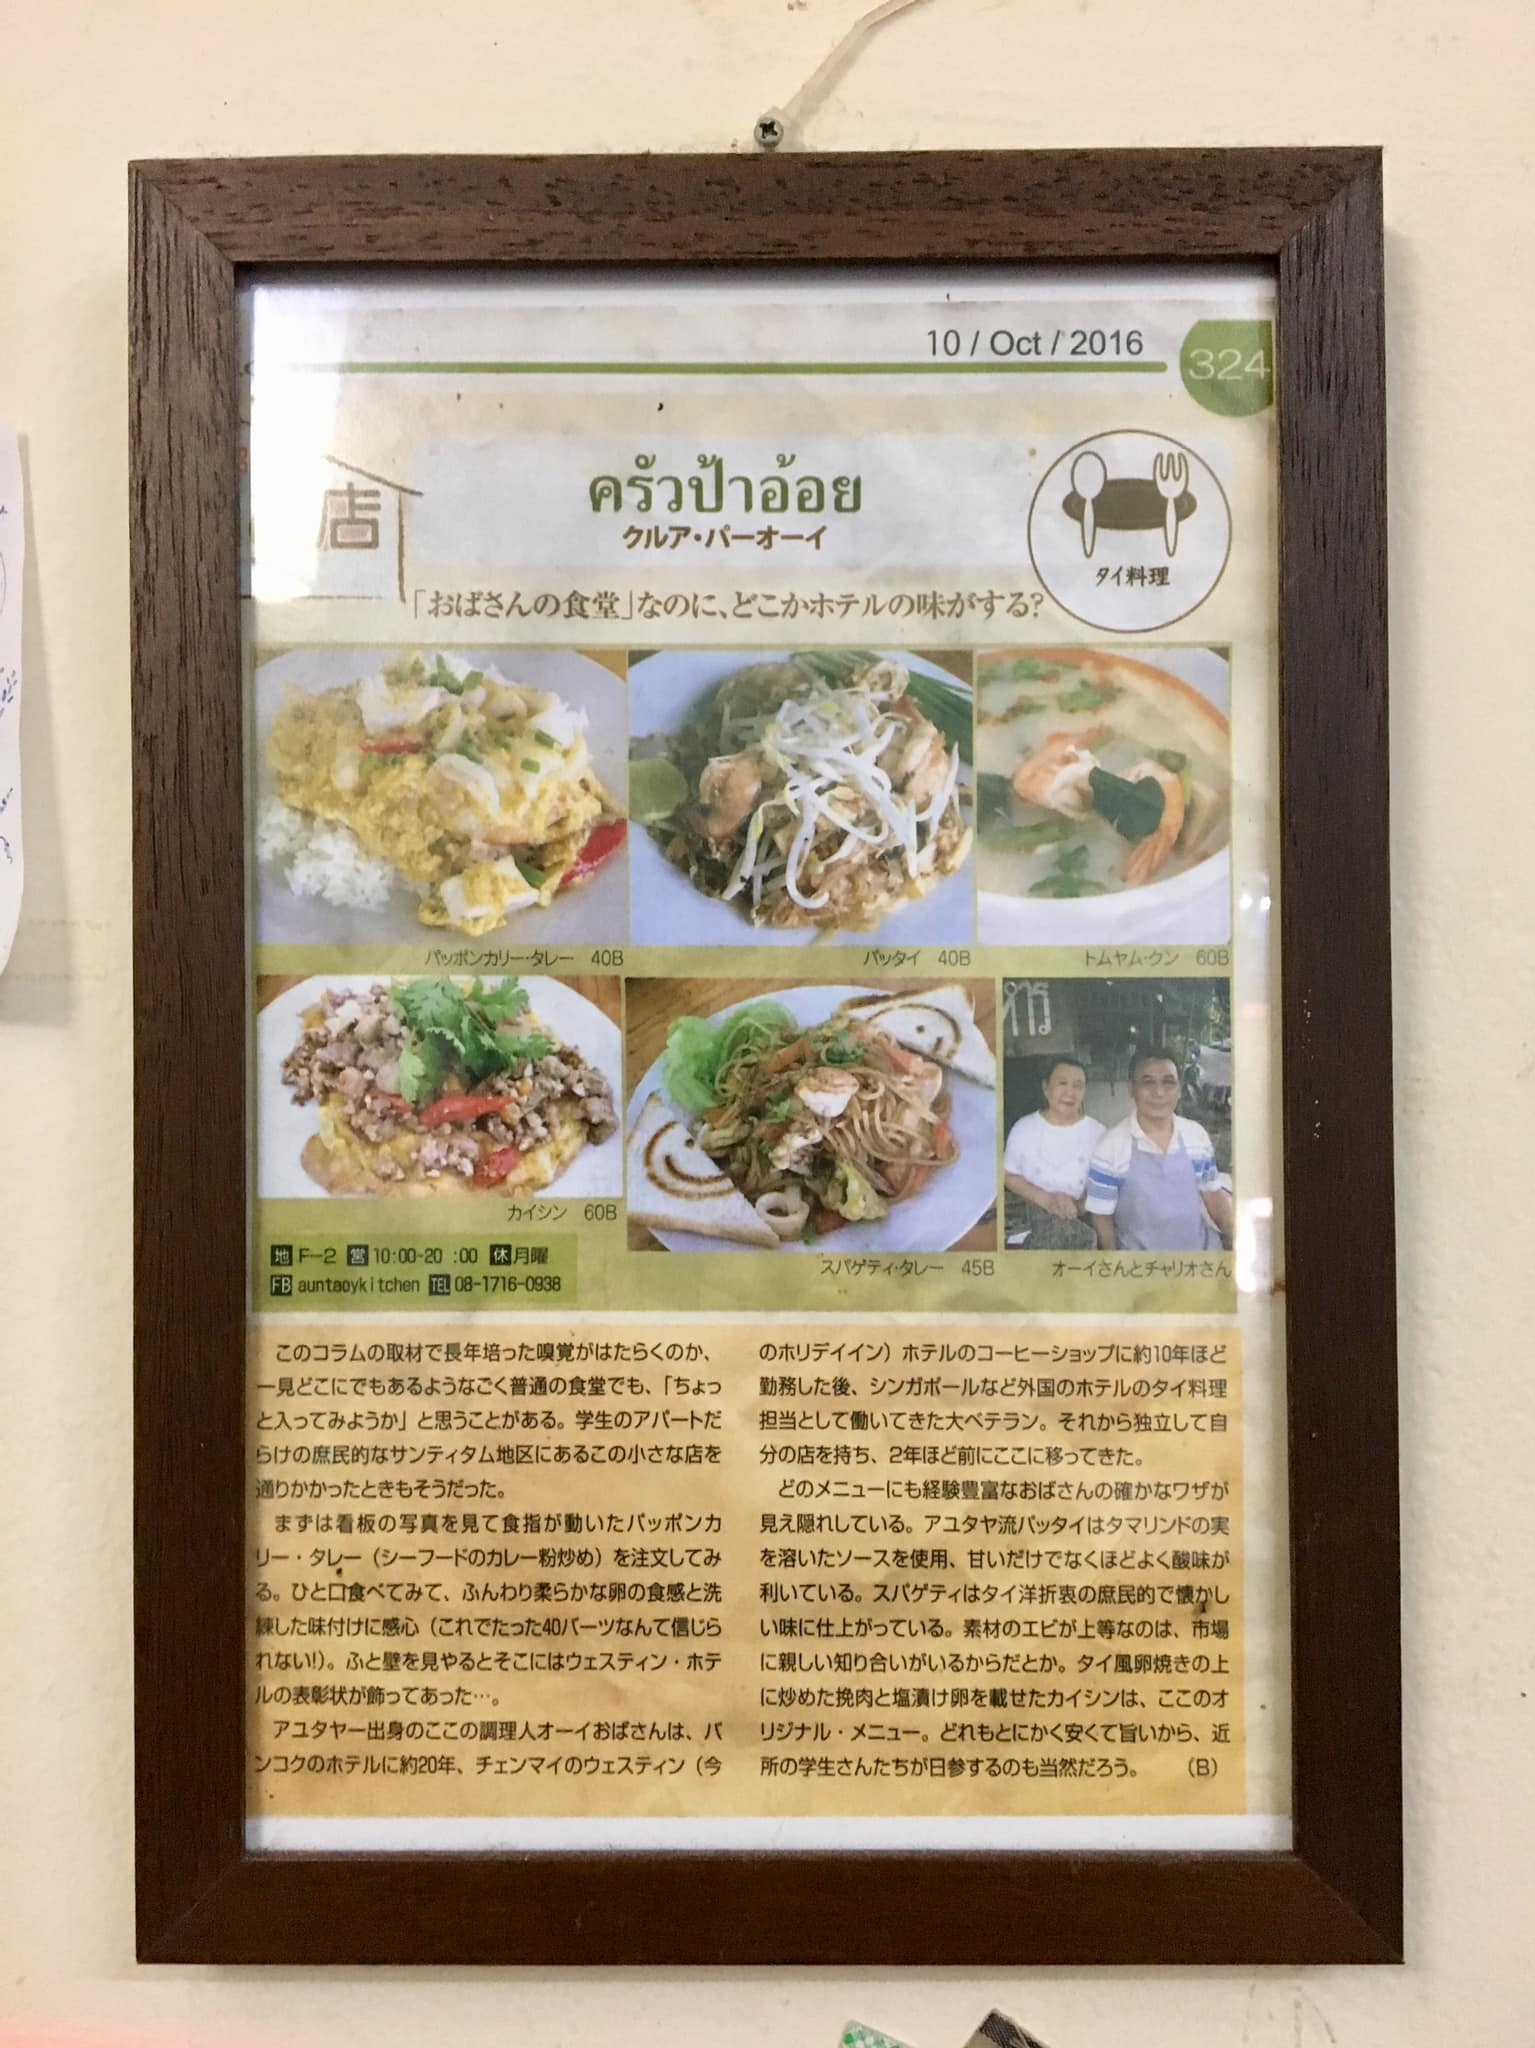 10 / Oct / 2016
324
店
ครัวป้าอ้อย
クルア・パーオーイ
タイ料理
「おばさんの食堂」なのに、どこかホテルの味がする?
パッポンカリー・タレー 40B
パッタイ 40B
トムヤム・クン 60B
カイシン 60B
スパゲティ・タレー 45B
オーイさんとチャリオさん
地 F-2 営 10:00-20 :00 休 月曜
FB auntaoykitchen TEL 08-1716-0938
このコラムの取材で長年培った嗅覚がはたらくのか、
一見どこにでもあるようなごく普通の食堂でも、「ちょっ
と入ってみようか」と思うことがある。学生のアパートだ
らけの庶民的なサンティタム地区にあるこの小さな店を
通りかかったときもそうだった。
まずは看板の写真を見て食指が動いたパッポンカ
リー・タレー(シーフードのカレー粉炒め)を注文してみ
る。ひと口食べてみて、ふんわり柔らかな卵の食感と洗
練した味付けに感心(これでたった40バーツなんて信じら
れない!)。ふと壁を見やるとそこにはウェスティン・ホテ
ルの表彰状が飾ってあった…。
アユタヤー出身のここの調理人オーイおばさんは、バ
ンコクのホテルに約20年、チェンマイのウェスティン(今
のホリデイイン)ホテルのコーヒーショップに約10年ほど
勤務した後、シンガポールなど外国のホテルのタイ料理
担当として働いてきた大ベテラン。それから独立して自
分の店を持ち、2年ほど前にここに移ってきた。
どのメニューにも経験豊富なおばさんの確かなワザが
見え隠れしている。アユタヤ流パッタイはタマリンドの実
を溶いたソースを使用、甘いだけでなくほどよく酸味が
利いている。スパゲティはタイ洋折衷の庶民的で懐かし
い味に仕上がっている。素材のエビが上等なのは、市場
に親しい知り合いがいるからだとか。タイ風卵焼きの上
に炒めた挽肉と塩漬け卵を載せたカイシンは、ここのオ
リジナル・メニュー。どれもとにかく安くて旨いから、近
所の学生さんたちが日参するのも当然だろう。 (B)